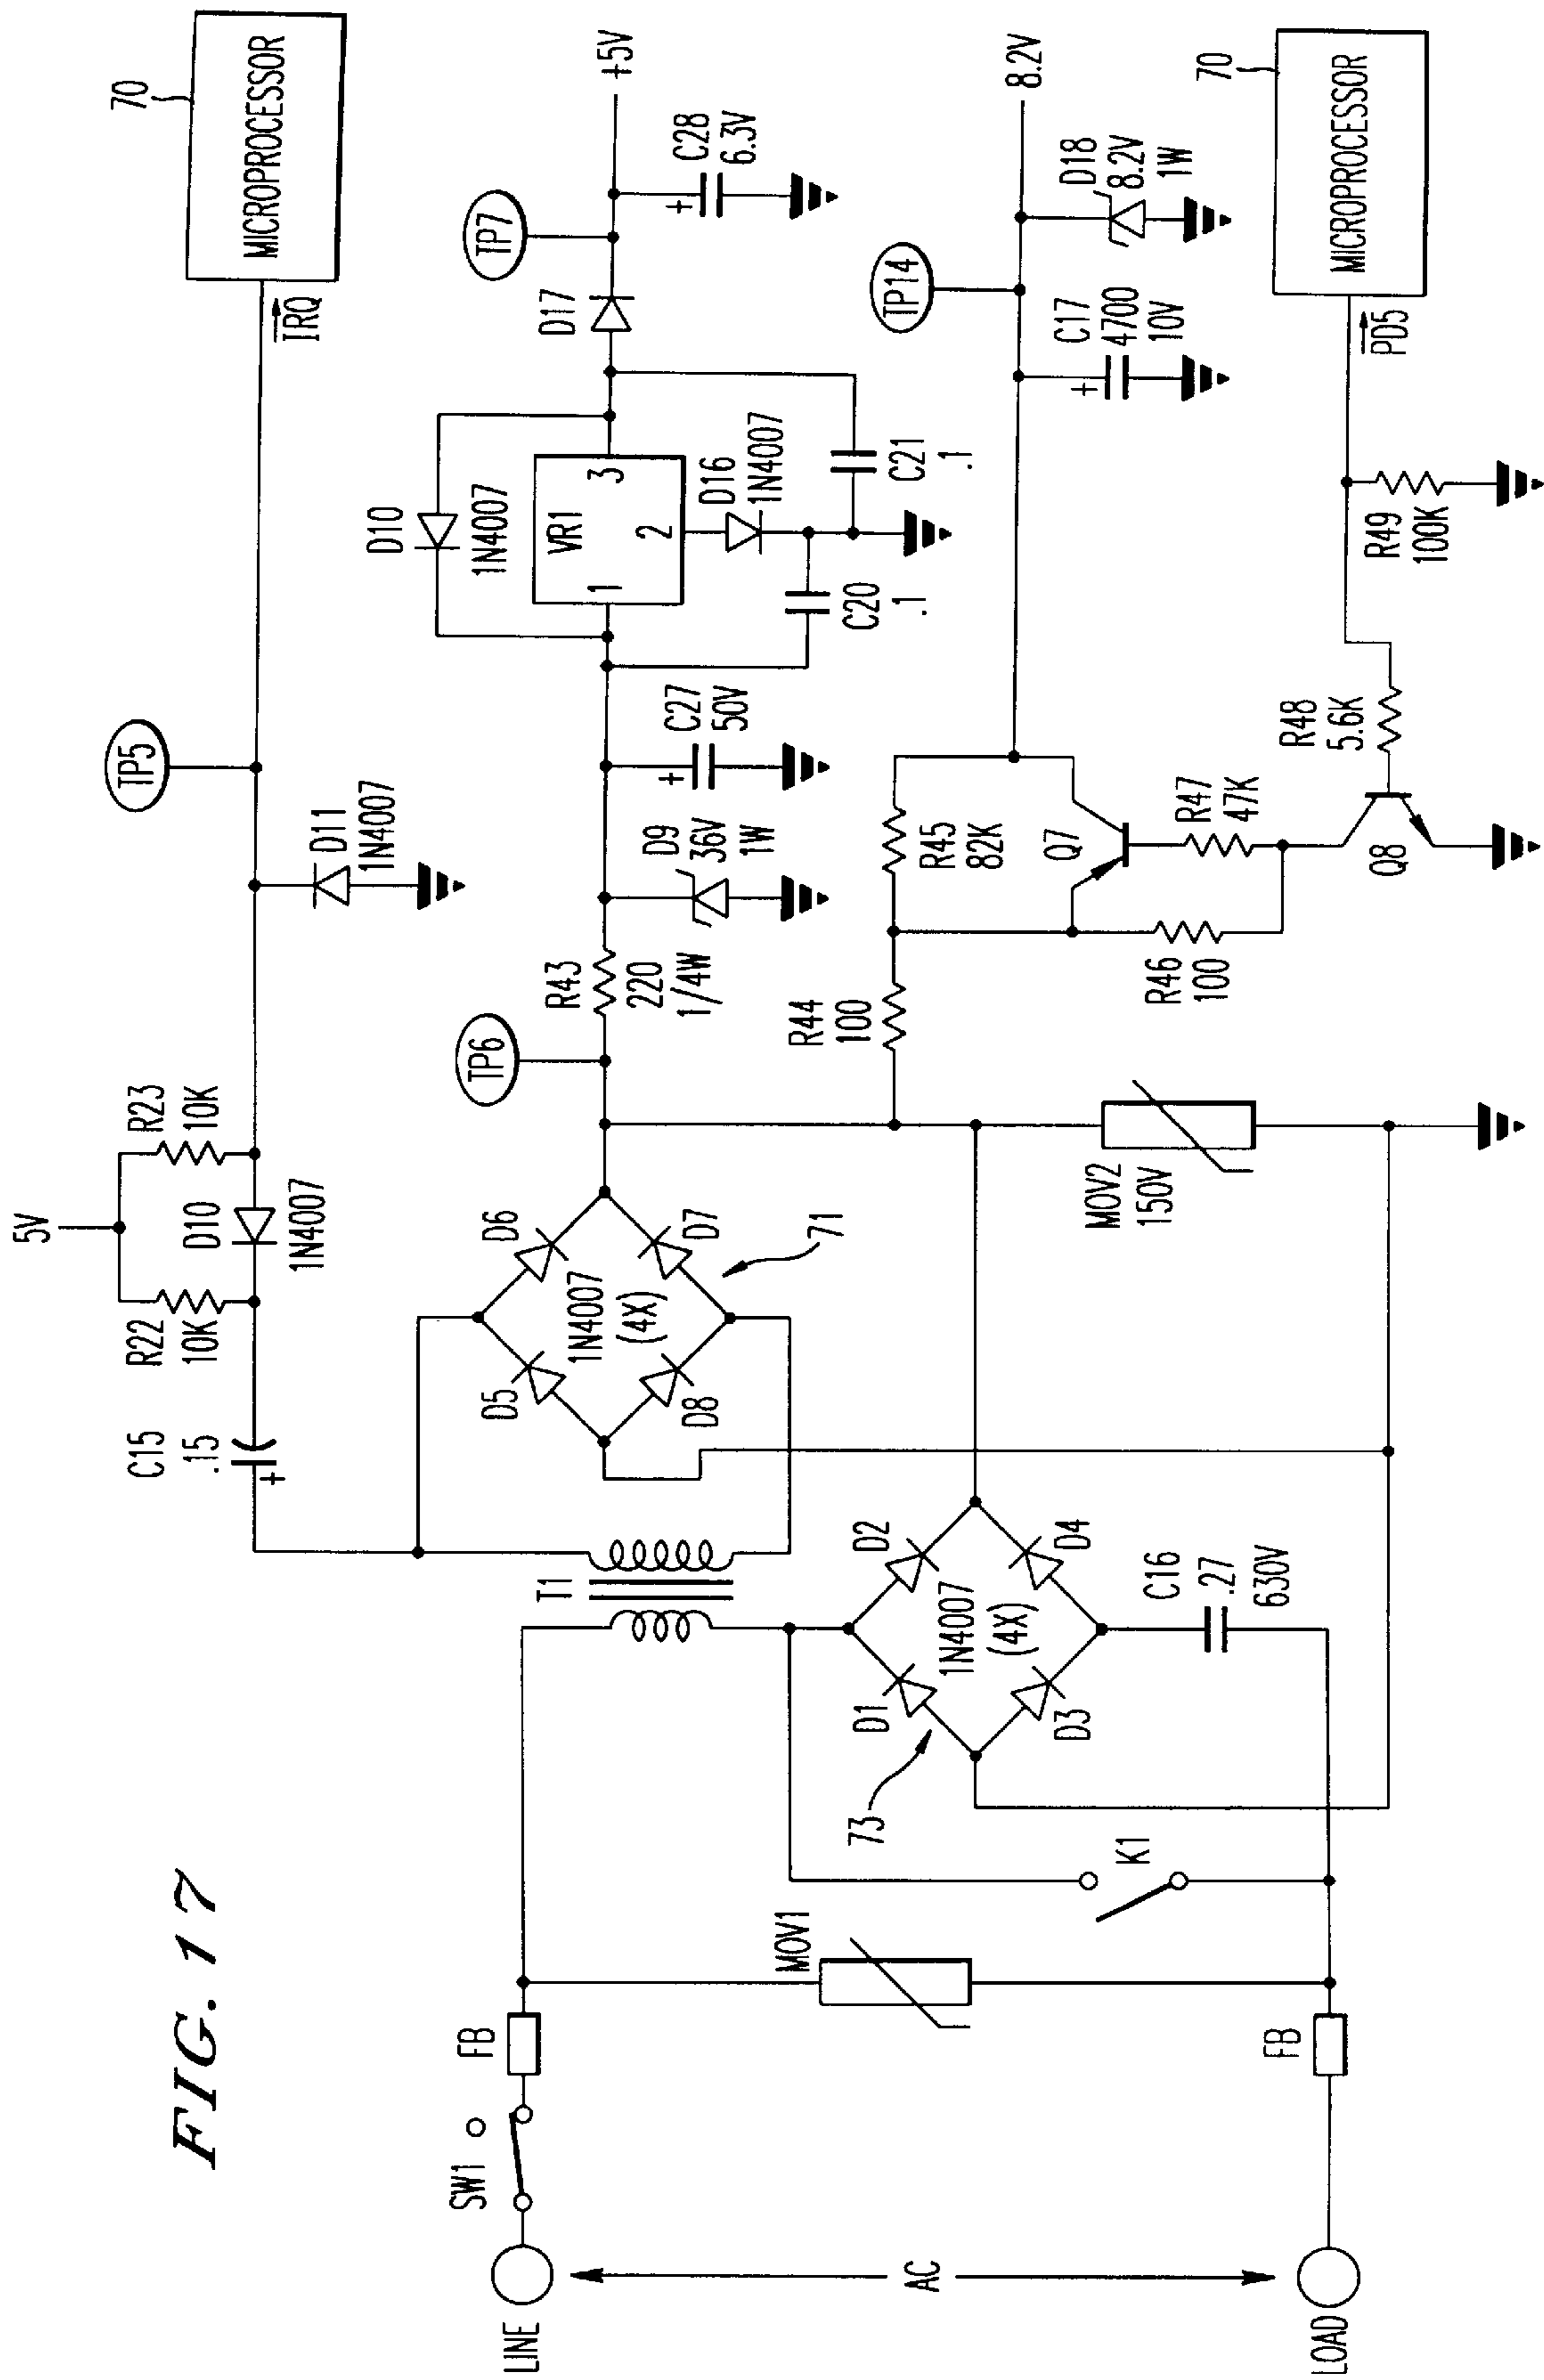 FIG. 17
5V
R22
10K
R23
10K
C15
.15
+
D10
1N4007
TP5
D11
1N4007
IRQ
70
MICROPROCESSOR
T1
D5
D6
1N4007
(4X)
D8
D7
71
TP6
R43
220
1/4W
D9
36V
1W
+
C27
50V
D10
1N4007
VR1
1
2
3
D16
1N4007
C20
.1
C21
.1
D17
TP7
+
C28
6.3V
+5V
SW1
FB
LINE
AC
LOAD
FB
MOV1
K1
73
D1
D2
1N4007
(4X)
D3
D4
C16
.27
630V
MOV2
150V
R44
100
R45
82K
R46
100
Q7
R47
47K
Q8
R48
5.6K
R49
100K
PD5
TP14
+
C17
4700
10V
D18
8.2V
1W
8.2V
70
MICROPROCESSOR